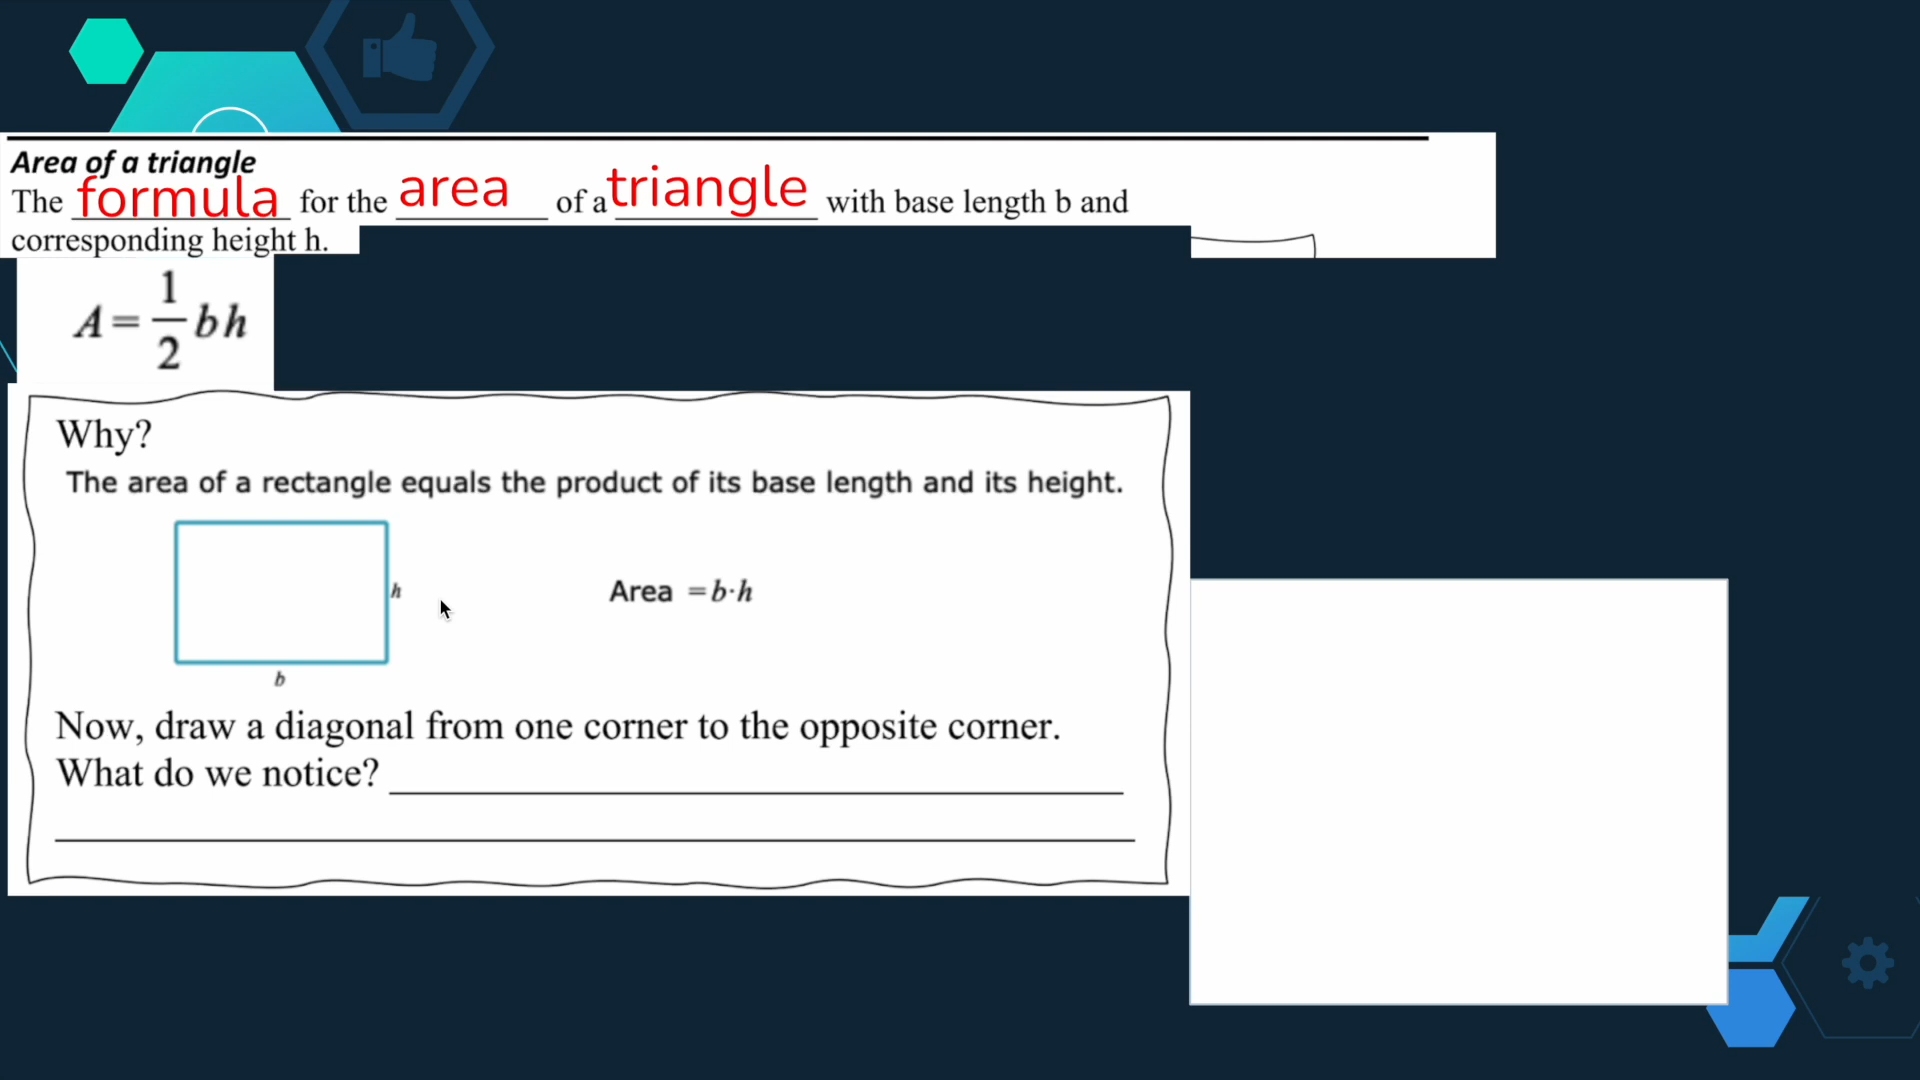 Area of a triangle
The formula for the area of a triangle with base length b and
corresponding height h.
A = 1/2 b h
Why?
The area of a rectangle equals the product of its base length and its height.
h
Area = b·h
b
Now, draw a diagonal from one corner to the opposite corner.
What do we notice?